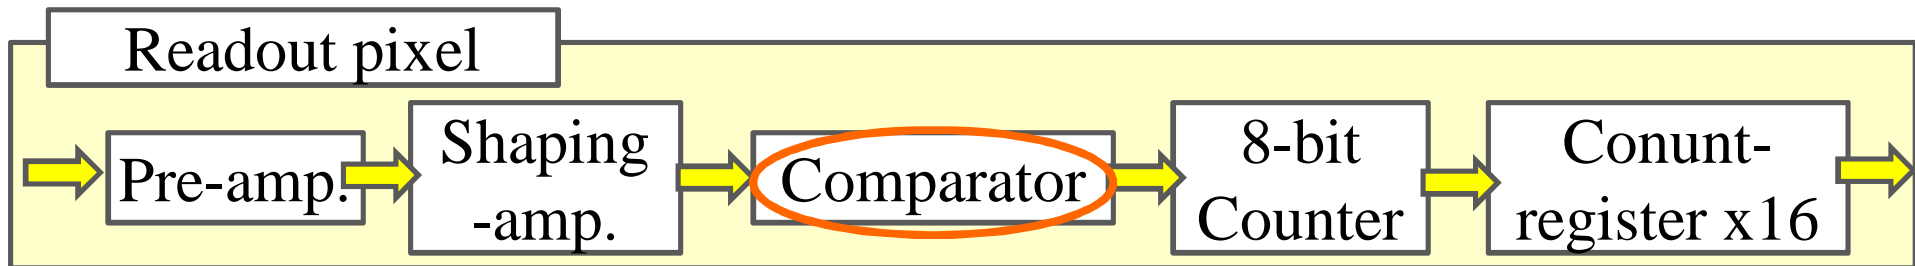 Readout pixel
Pre-amp.
Shaping
-amp.
Comparator
8-bit
Counter
Conunt-
register x16